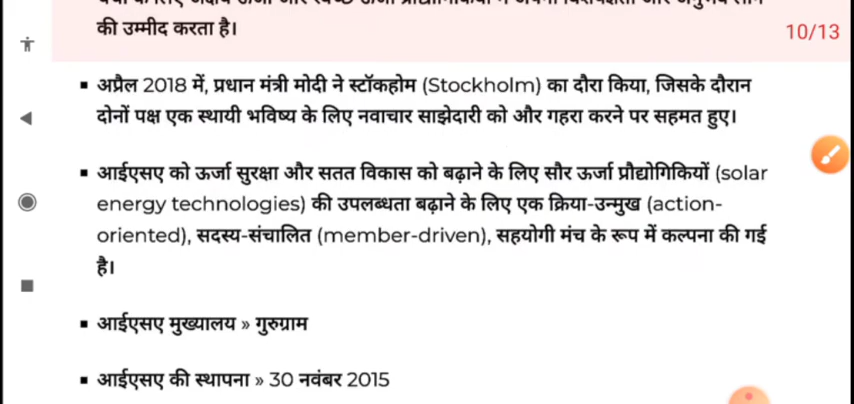 की उम्मीद करता है।
10/13
▪ अप्रैल 2018 में, प्रधान मंत्री मोदी ने स्टॉकहोम (Stockholm) का दौरा किया, जिसके दौरान
दोनों पक्ष एक स्थायी भविष्य के लिए नवाचार साझेदारी को और गहरा करने पर सहमत हुए।
▪ आईएसए को ऊर्जा सुरक्षा और सतत विकास को बढ़ाने के लिए सौर ऊर्जा प्रौद्योगिकियों (solar
energy technologies) की उपलब्धता बढ़ाने के लिए एक क्रिया-उन्मुख (action-
oriented), सदस्य-संचालित (member-driven), सहयोगी मंच के रूप में कल्पना की गई
है।
▪ आईएसए मुख्यालय » गुरुग्राम
▪ आईएसए की स्थापना » 30 नवंबर 2015